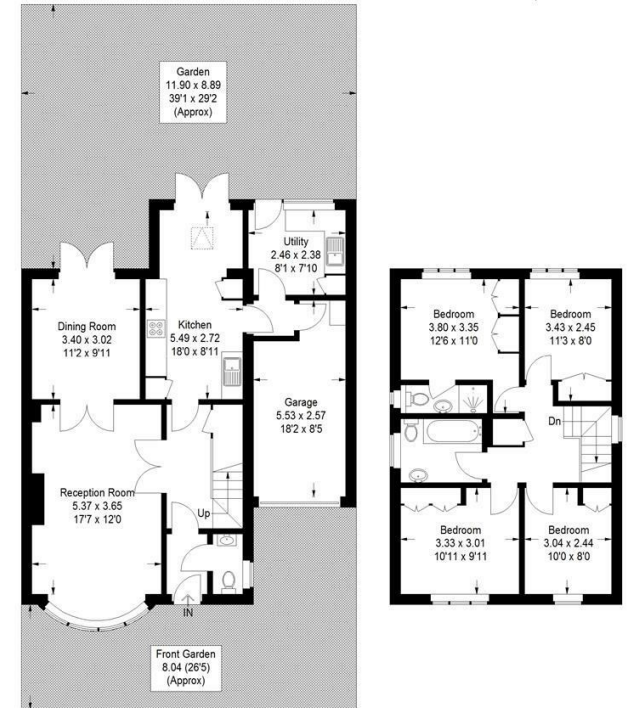 Garden
11.90 x 8.89
39'1 x 29'2
(Approx)
Utility
2.46 x 2.38
8'1 x 7'10
Dining Room
3.40 x 3.02
11'2 x 9'11
Kitchen
5.49 x 2.72
18'0 x 8'11
Garage
5.53 x 2.57
18'2 x 8'5
Reception Room
5.37 x 3.65
17'7 x 12'0
Up
IN
Front Garden
8.04 (26'5)
(Approx)
Bedroom
3.80 x 3.35
12'6 x 11'0
Bedroom
3.43 x 2.45
11'3 x 8'0
Dn
Bedroom
3.33 x 3.01
10'11 x 9'11
Bedroom
3.04 x 2.44
10'0 x 8'0